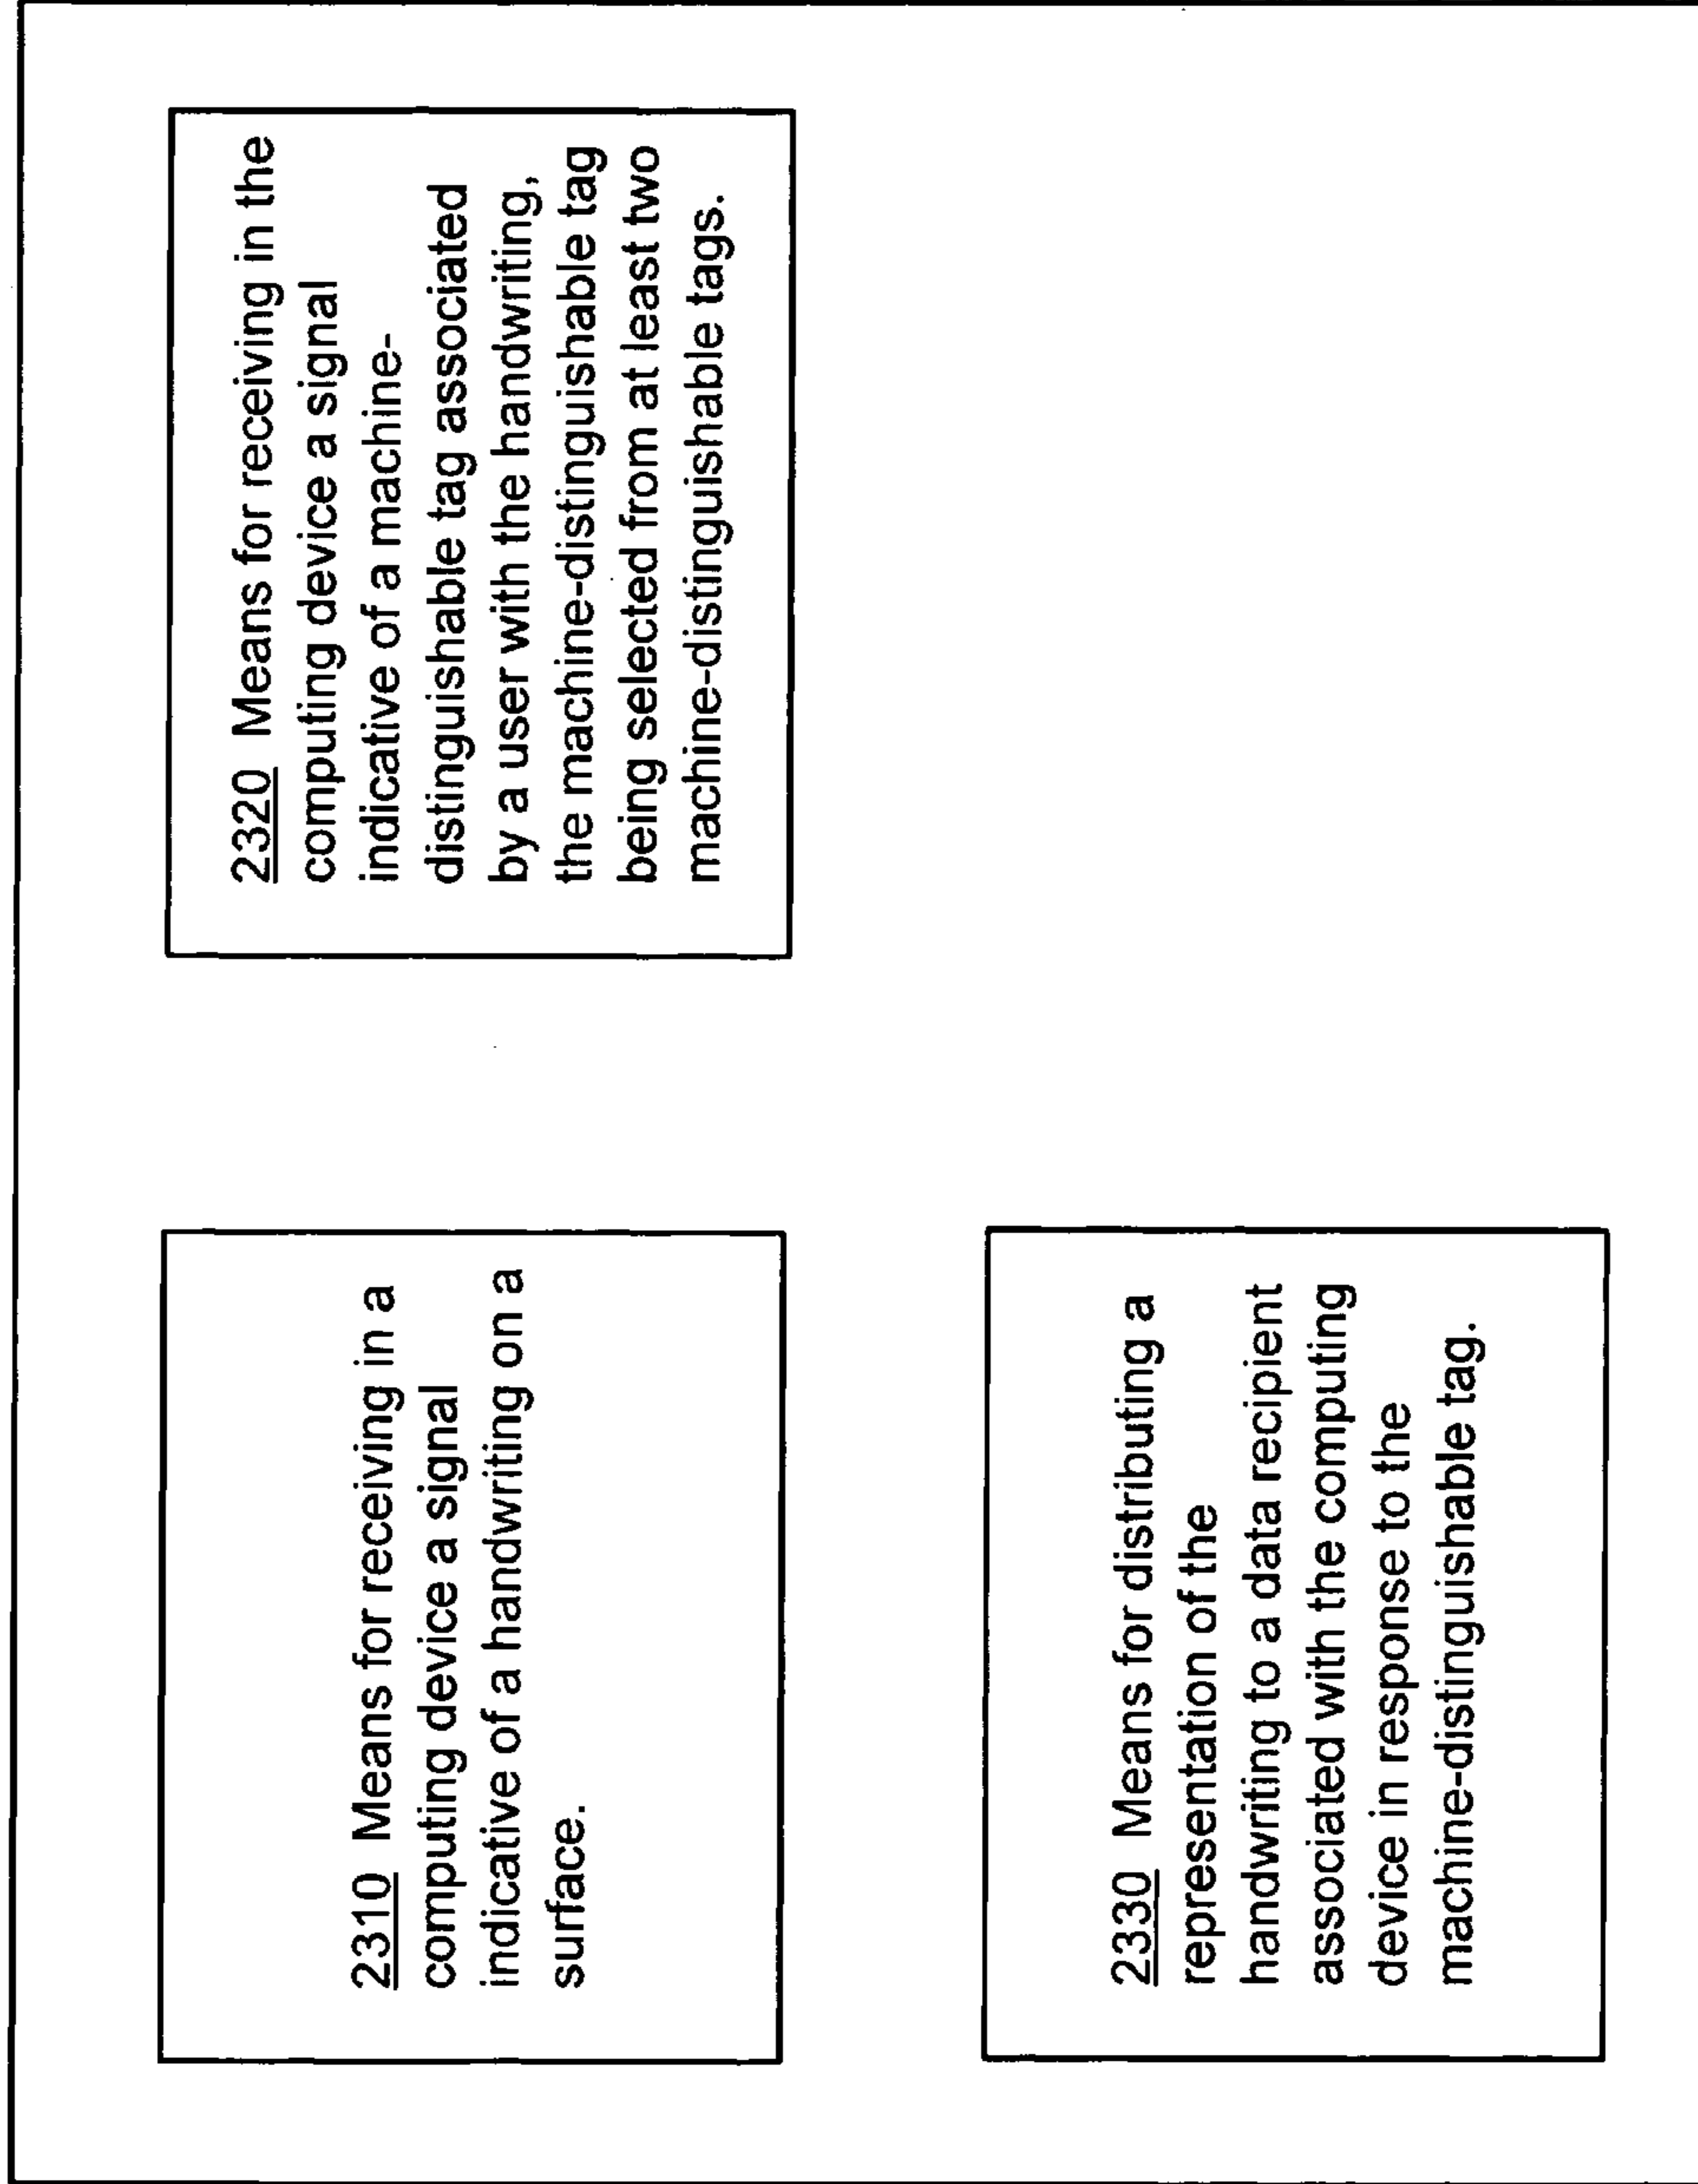 2310 Means for receiving in a
computing device a signal
indicative of a handwriting on a
surface.
2320 Means for receiving in the
computing device a signal
indicative of a machine-
distinguishable tag associated
by a user with the handwriting,
the machine-distinguishable tag
being selected from at least two
machine-distinguishable tags.
2330 Means for distributing a
representation of the
handwriting to a data recipient
associated with the computing
device in response to the
machine-distinguishable tag.